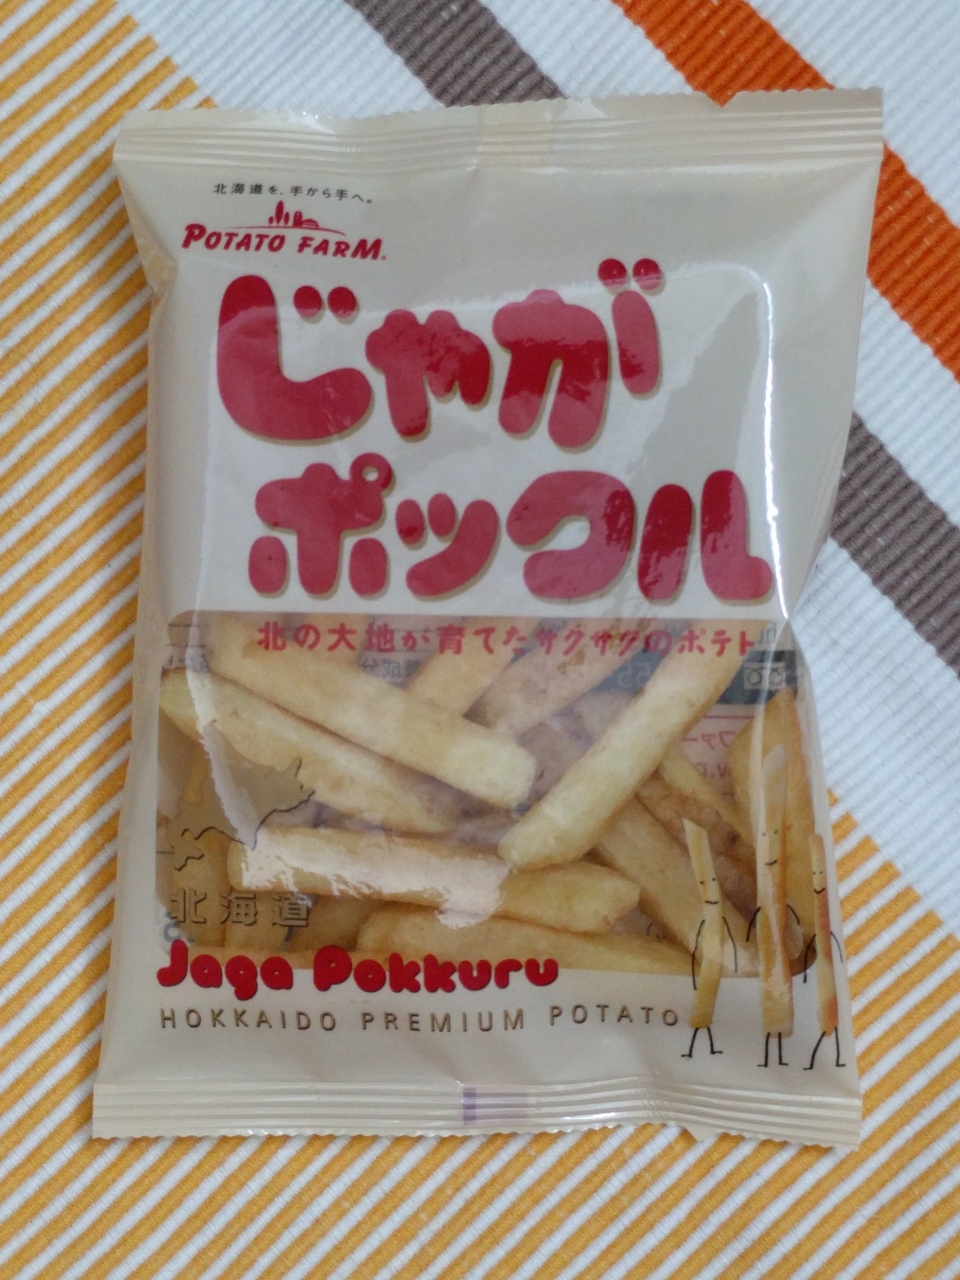 北海道を、手から手へ。
POTATO FARM
じゃが
ポックル
北の大地が育てたサクサクのポテト
北海道
Jaga Pokkuru
HOKKAIDO PREMIUM POTATO